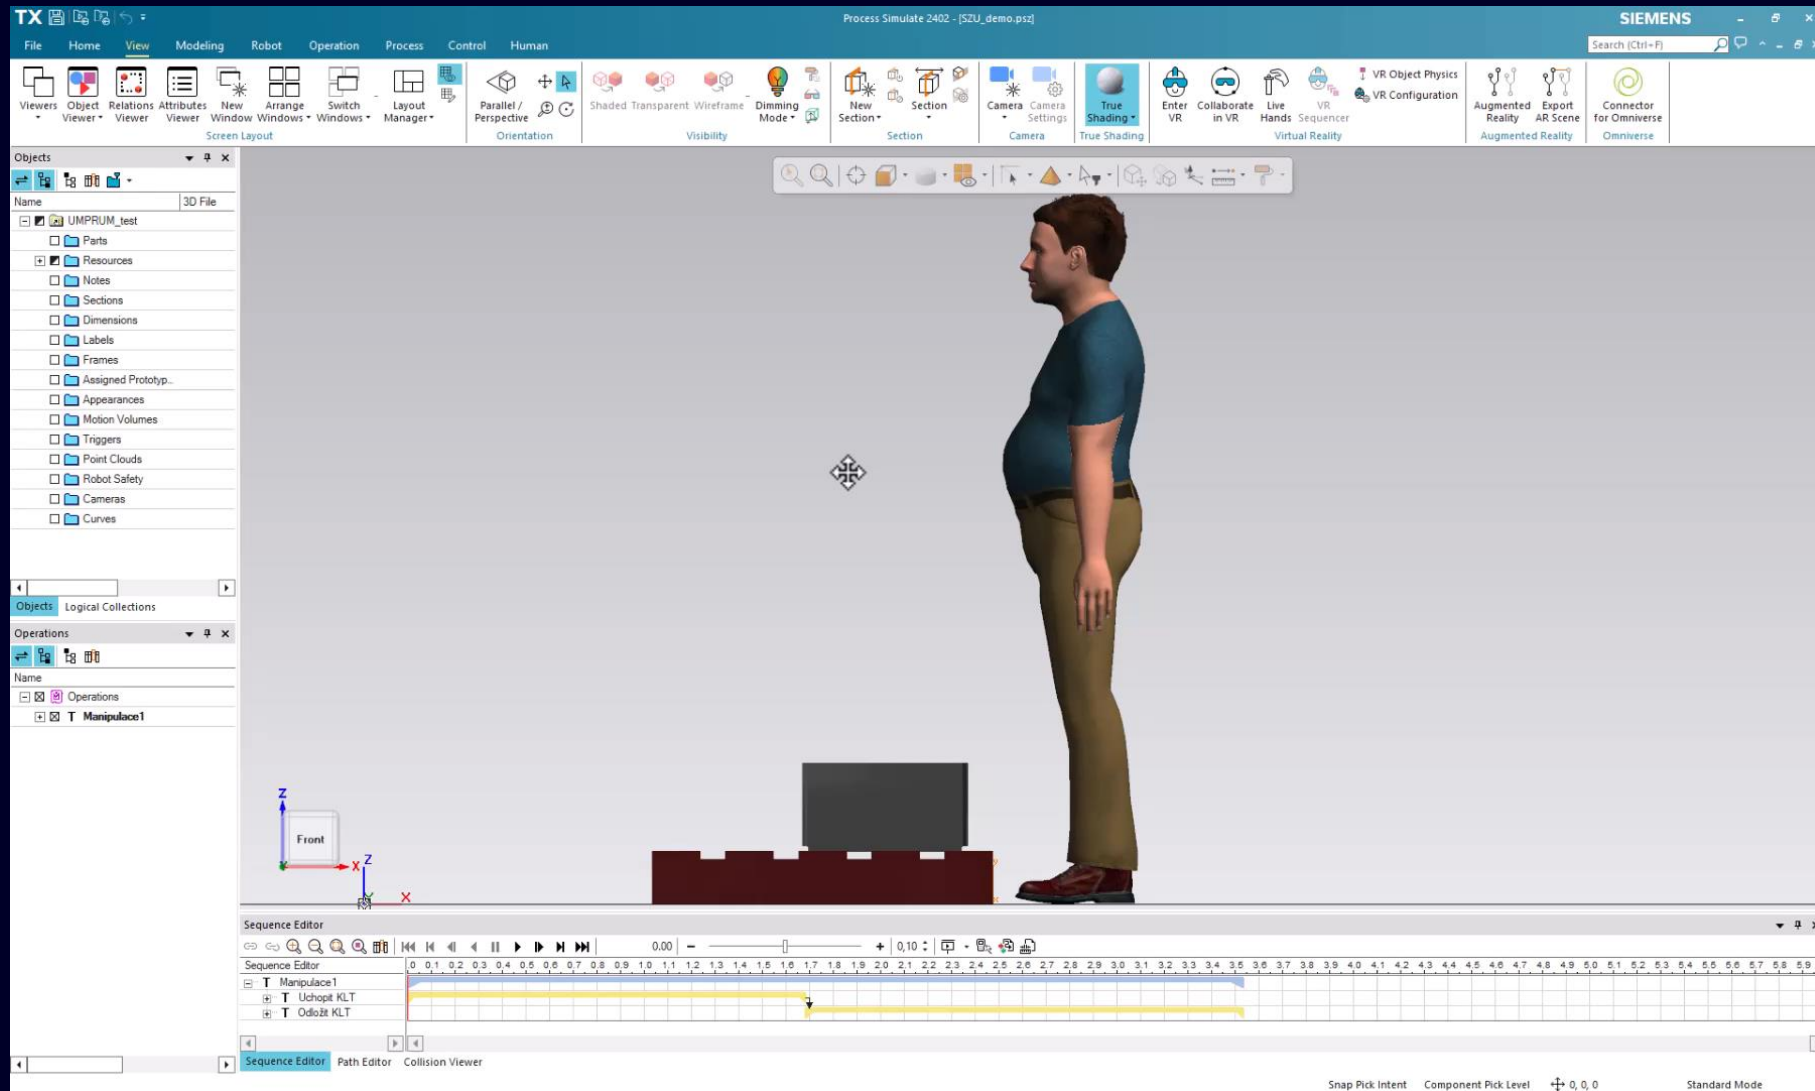 TX
Process Simulate 2402 - [SZU_demo.psz]
SIEMENS
File Home View Modeling Robot Operation Process Control Human
Search (Ctrl+F)
Viewers
Object Viewer
Relations Viewer
Attributes Viewer
New Window
Arrange Windows
Switch Windows
Layout Manager
Screen Layout
Parallel / Perspective
Orientation
Shaded Transparent Wireframe
Dimming Mode
Visibility
New Section
Section
Section
Camera
Camera Settings
Camera
True Shading
True Shading
Enter VR
Collaborate in VR
Live Hands
VR Sequencer
VR Object Physics
VR Configuration
Virtual Reality
Augmented Reality
Export AR Scene
Augmented Reality
Connector for Omniverse
Omniverse
Objects
Name 3D File
UMPRUM_test
Parts
Resources
Notes
Sections
Dimensions
Labels
Frames
Assigned Prototyp..
Appearances
Motion Volumes
Triggers
Point Clouds
Robot Safety
Cameras
Curves
Objects Logical Collections
Operations
Name
Operations
T Manipulace1
Z
Front
X Z
X
Sequence Editor
0.00 0,10
Sequence Editor .0 0.1 0.2 0.3 0.4 0.5 0.6 0.7 0.8 0.9 1.0 1.1 1.2 1.3 1.4 1.5 1.6 1.7 1.8 1.9 2.0 2.1 2.2 2.3 2.4 2.5 2.6 2.7 2.8 2.9 3.0 3.1 3.2 3.3 3.4 3.5 3.6 3.7 3.8 3.9 4.0 4.1 4.2 4.3 4.4 4.5 4.6 4.7 4.8 4.9 5.0 5.1 5.2 5.3 5.4 5.5 5.6 5.7 5.8 5.9
T Manipulace1
T Uchopit KLT
T Odložit KLT
Sequence Editor Path Editor Collision Viewer
Snap Pick Intent Component Pick Level 0, 0, 0 Standard Mode